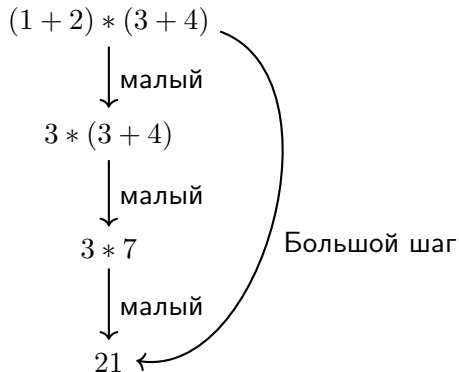 (1 + 2) ∗ (3 + 4)
малый
3 ∗ (3 + 4)
малый
3 ∗ 7
Большой шаг
малый
21